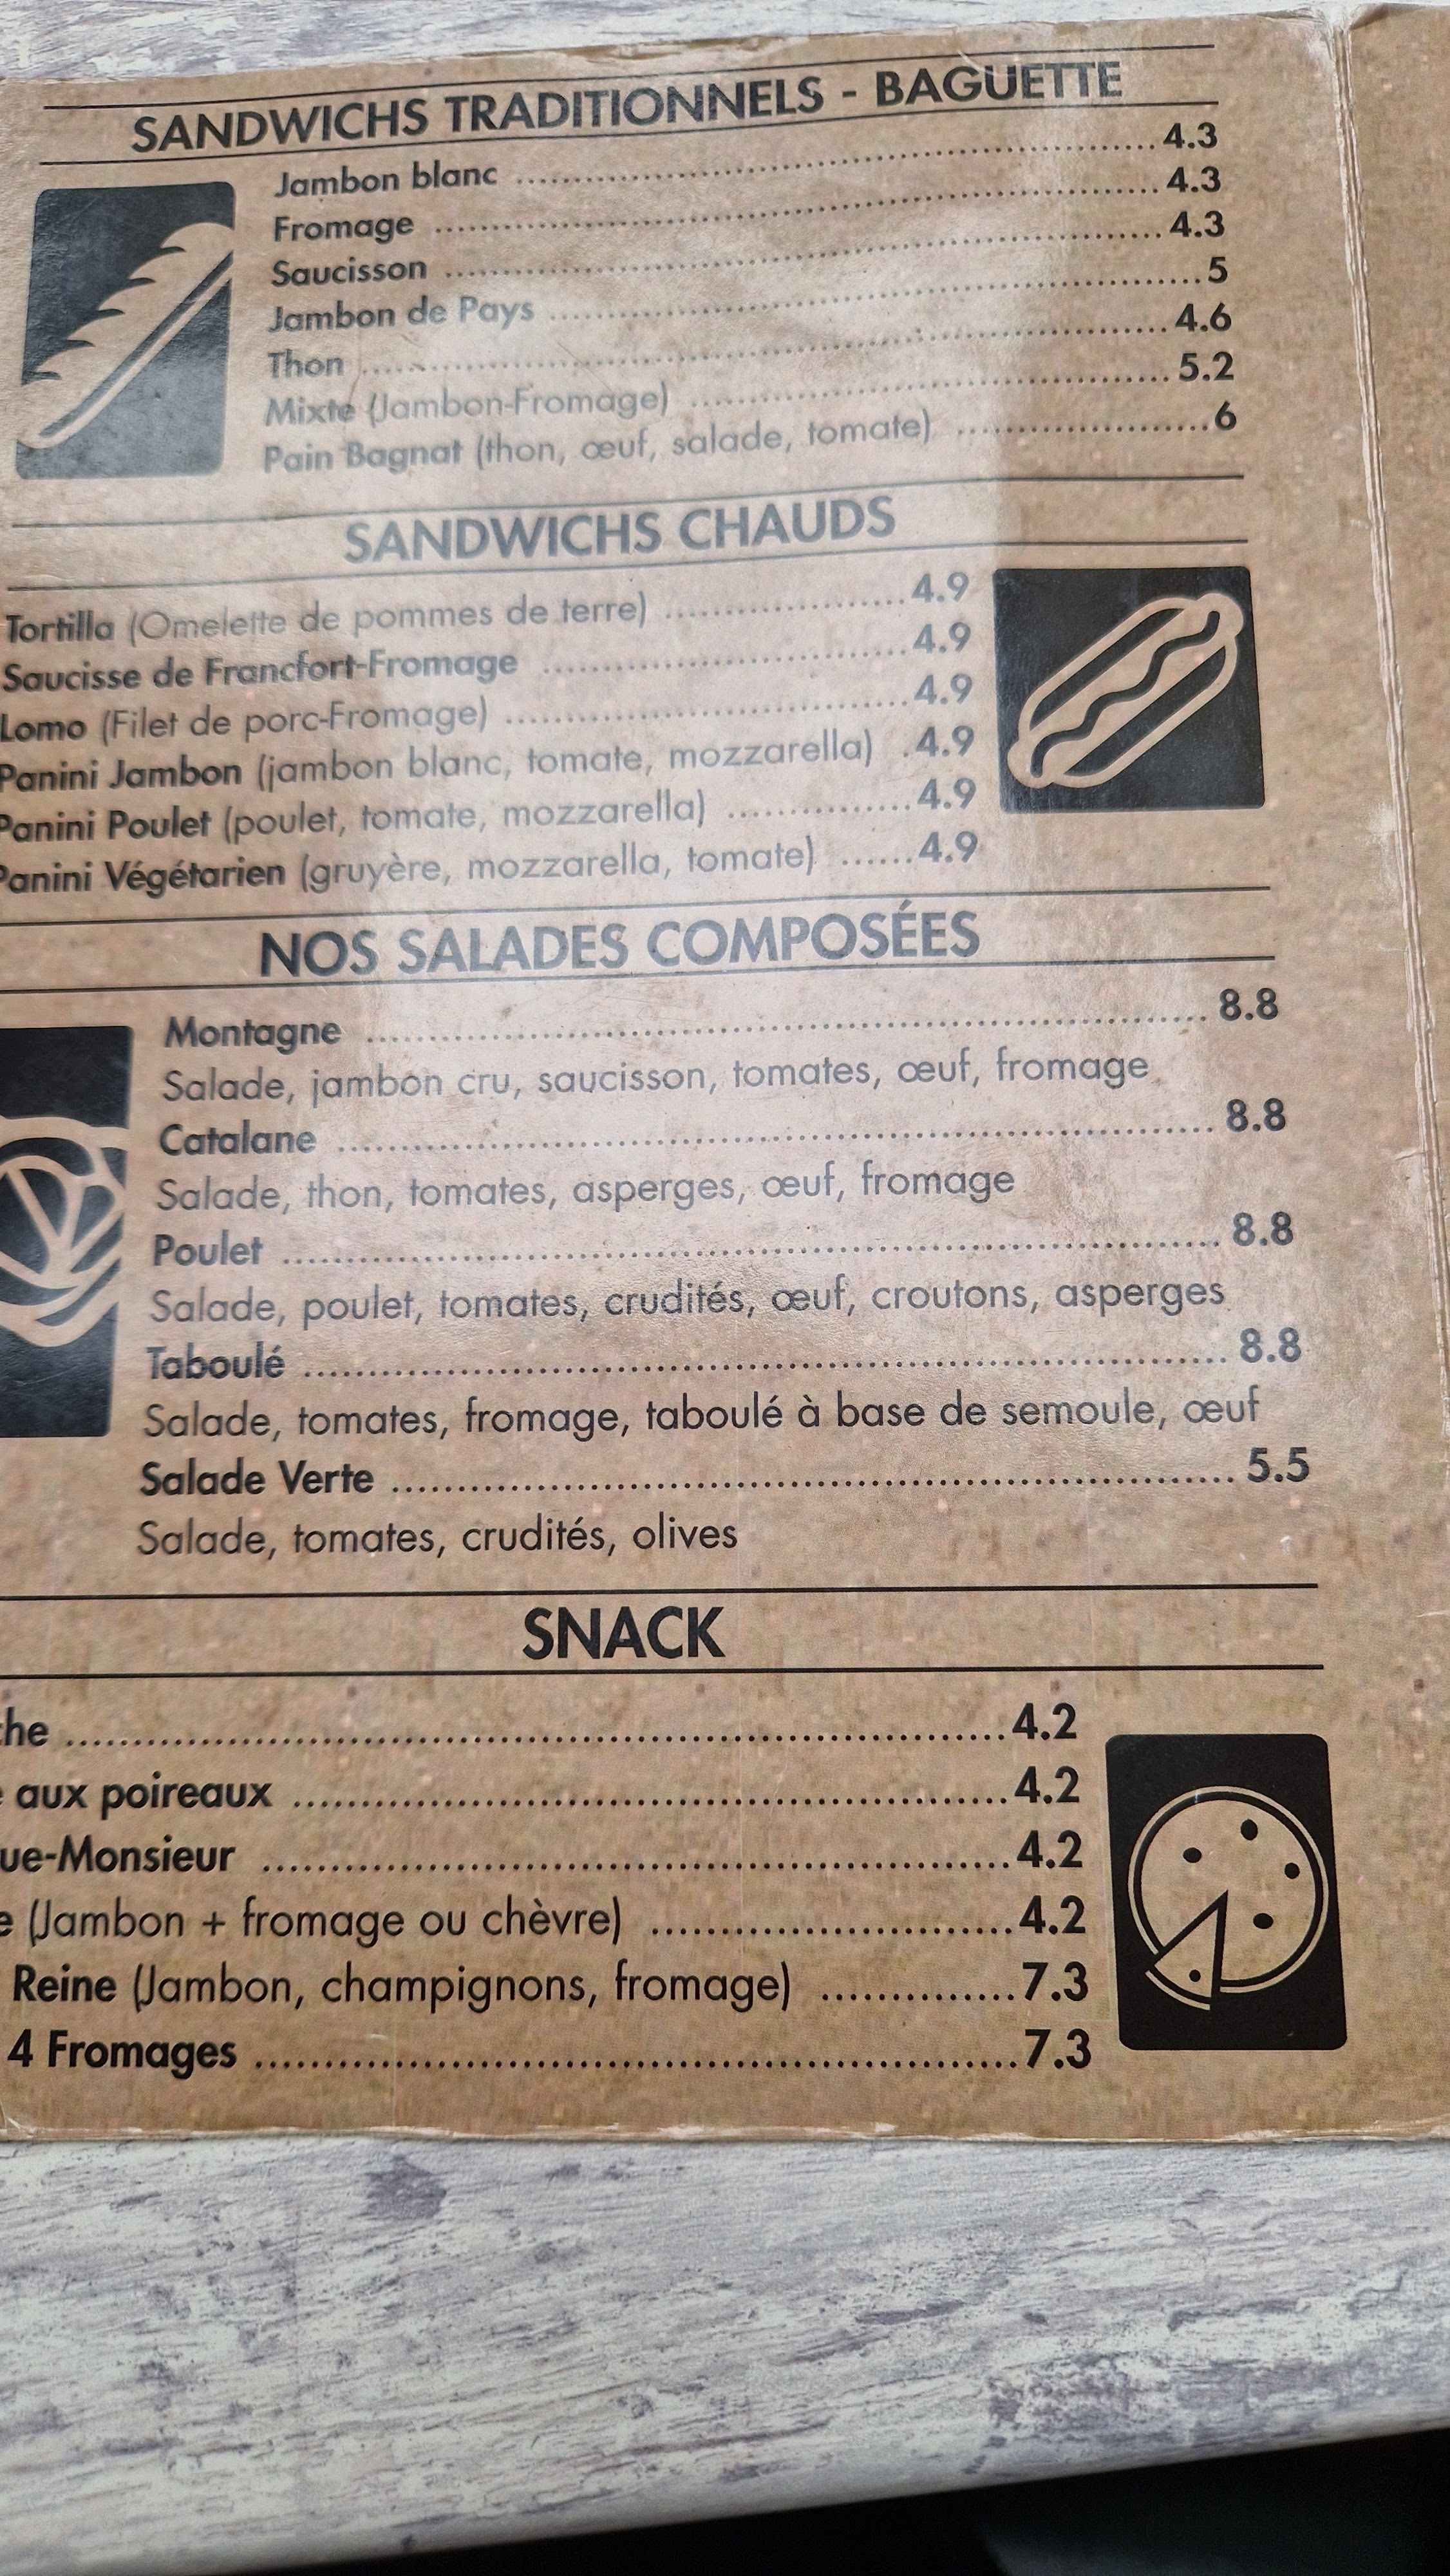 SANDWICHS TRADITIONNELS - BAGUETTE
Jambon blanc ........ 4.3
Fromage ........ 4.3
Saucisson ........ 4.3
Jambon de Pays ........ 5
Thon ........ 4.6
Mixte (Jambon-Fromage) ........ 5.2
Pain Bagnat (thon, œuf, salade, tomate) ........ 6
SANDWICHS CHAUDS
Tortilla (Omelette de pommes de terre) ........ 4.9
Saucisse de Francfort-Fromage ........ 4.9
Lomo (Filet de porc-Fromage) ........ 4.9
Panini Jambon (jambon blanc, tomate, mozzarella) . 4.9
Panini Poulet (poulet, tomate, mozzarella) ........ 4.9
Panini Végétarien (gruyère, mozzarella, tomate) ...... 4.9
NOS SALADES COMPOSÉES
Montagne ........ 8.8
Salade, jambon cru, saucisson, tomates, œuf, fromage
Catalane ........ 8.8
Salade, thon, tomates, asperges, œuf, fromage
Poulet ........ 8.8
Salade, poulet, tomates, crudités, œuf, croutons, asperges
Taboulé ........ 8.8
Salade, tomates, fromage, taboulé à base de semoule, œuf
Salade Verte ........ 5.5
Salade, tomates, crudités, olives
SNACK
che ........ 4.2
e aux poireaux ........ 4.2
ue-Monsieur ........ 4.2
e (Jambon + fromage ou chèvre) ........ 4.2
Reine (Jambon, champignons, fromage) ........ 7.3
4 Fromages ........ 7.3